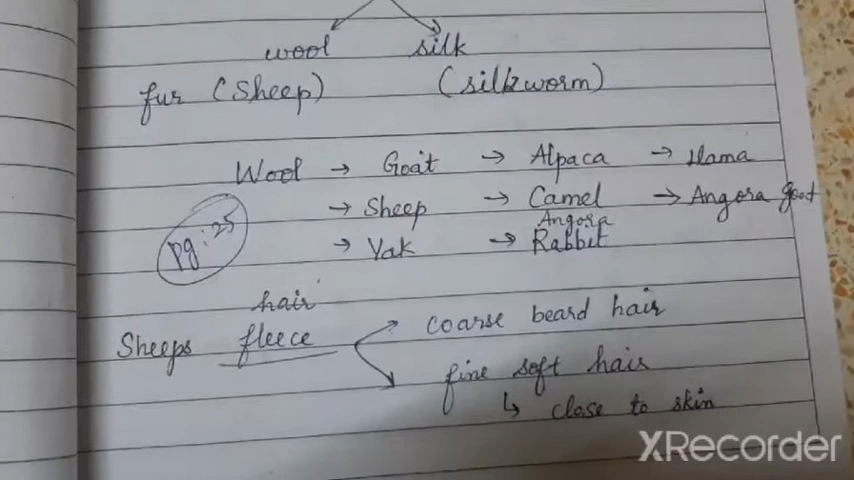 wool silk
fur (Sheep) (silkworm)
Wool → Goat → Alpaca → Llama
→ Sheep → Camel → Angora goat
pg: 25
→ Yak → Angora Rabbit
hair
Sheeps fleece coarse beard hair
fine soft hair
↳ close to skin
XRecorder